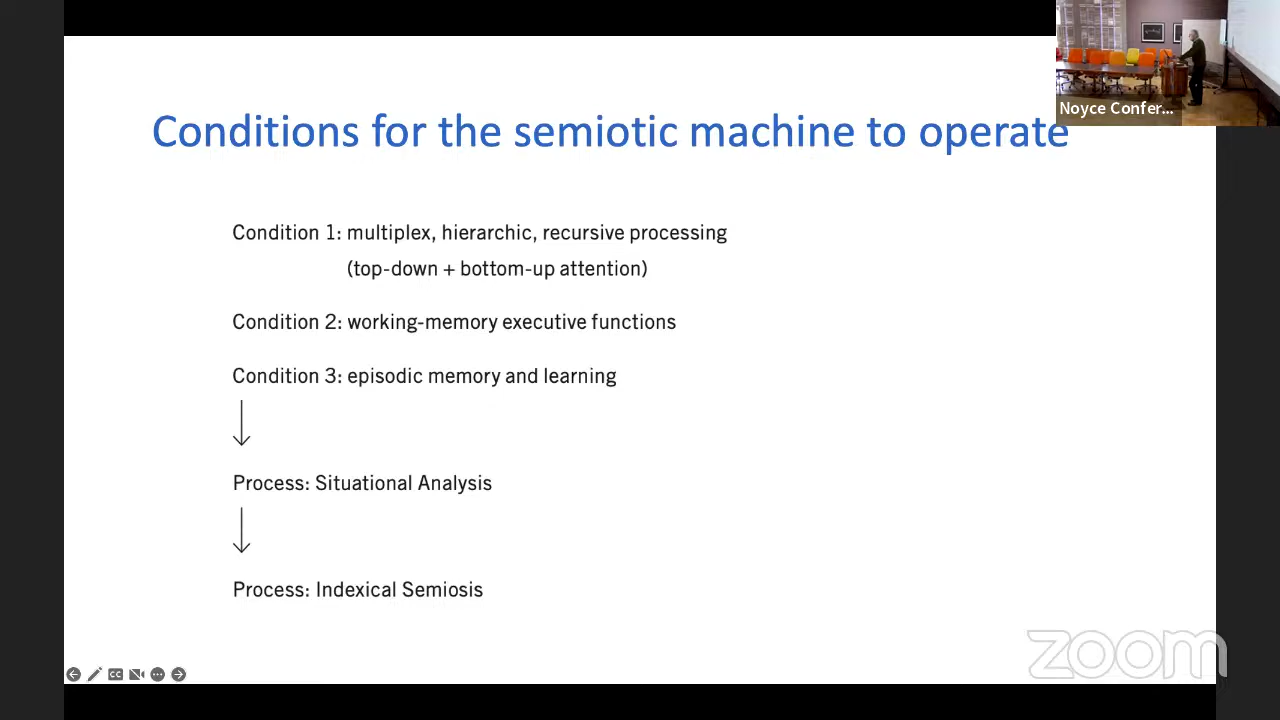 Noyce Confer...
Conditions for the semiotic machine to operate
Condition 1: multiplex, hierarchic, recursive processing
(top-down + bottom-up attention)
Condition 2: working-memory executive functions
Condition 3: episodic memory and learning
Process: Situational Analysis
Process: Indexical Semiosis
CC
zoom